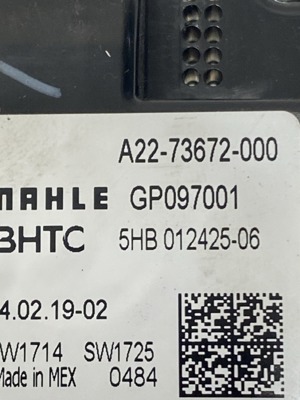 A22-73672-000
MAHLE GP097001
BHTC 5HB 012425-06
4.02.19-02
W1714 SW1725
Made in MEX 0484